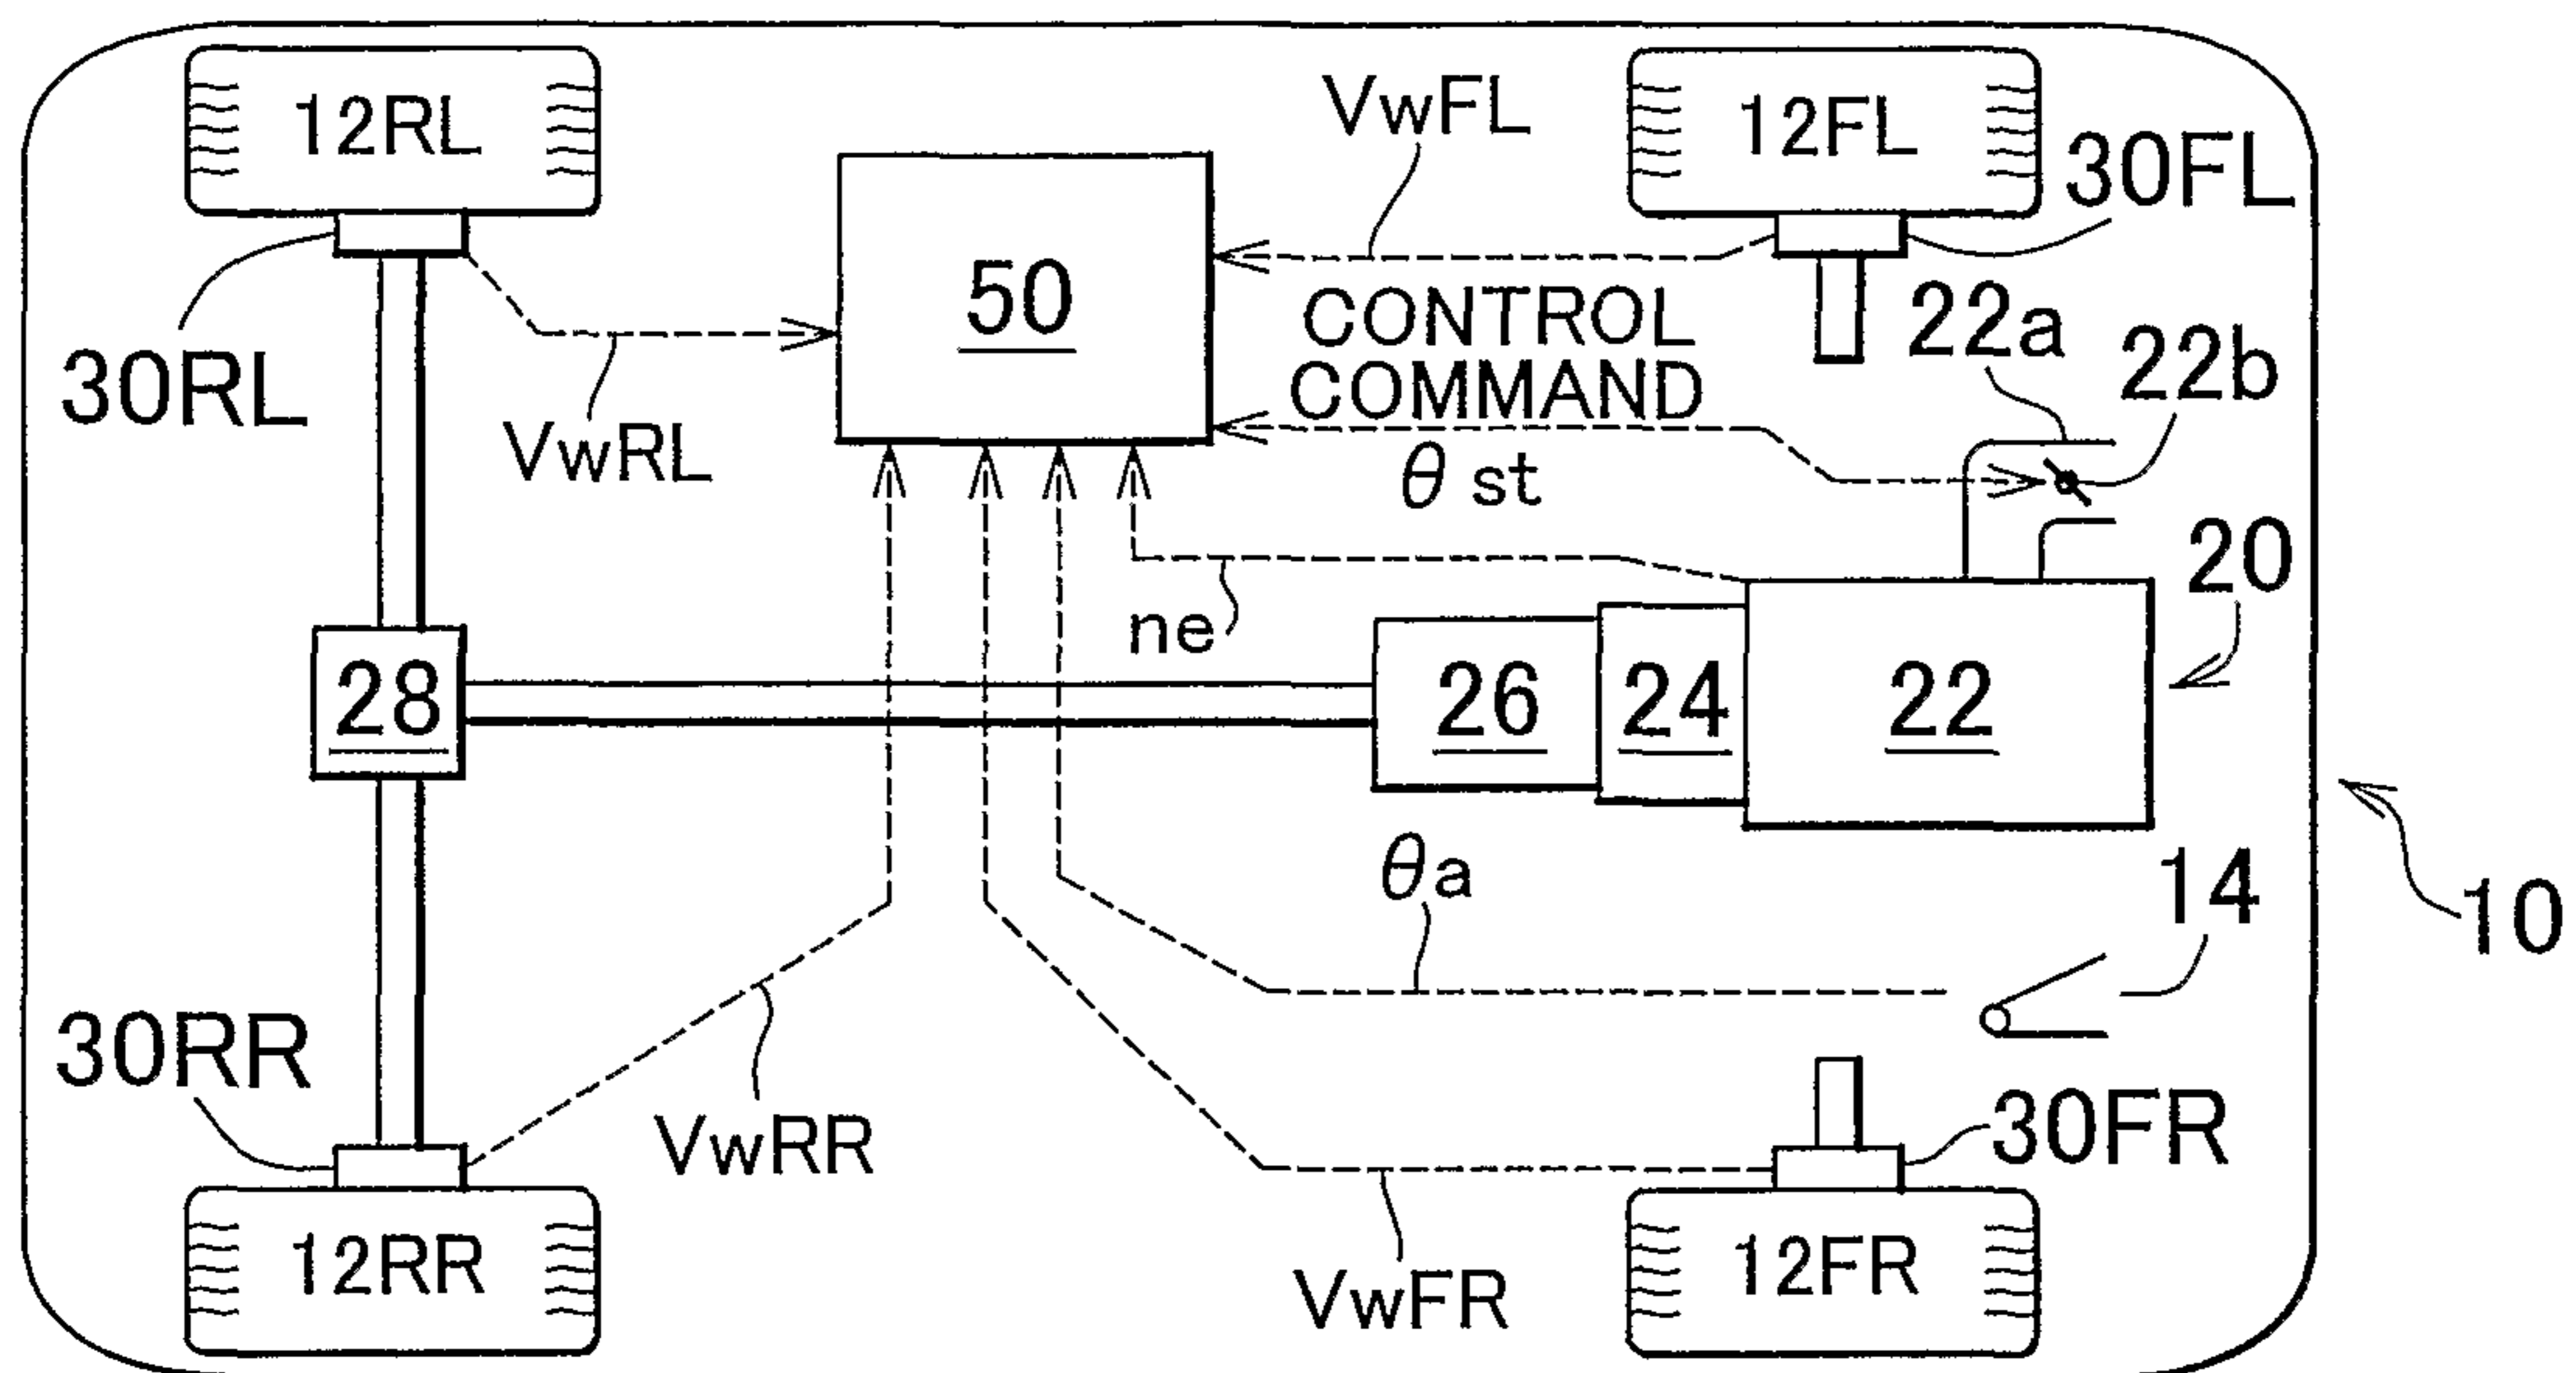 12RL
VwFL
12FL
30FL
50
CONTROL
COMMAND
22a
22b
30RL
VwRL
θst
20
ne
28
26
24
22
θa
14
10
30RR
VwRR
30FR
12RR
VwFR
12FR